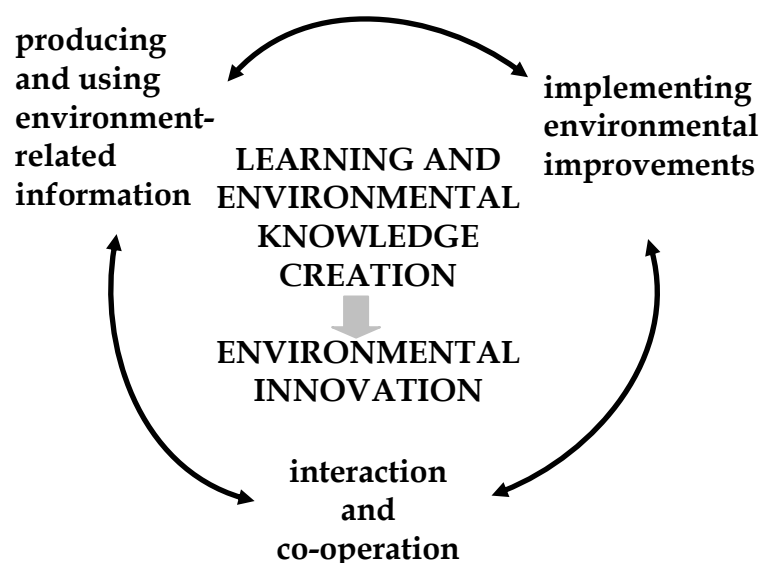 producing
and using
environment-
related
information
implementing
environmental
improvements
LEARNING AND
ENVIRONMENTAL
KNOWLEDGE
CREATION
ENVIRONMENTAL
INNOVATION
interaction
and
co-operation